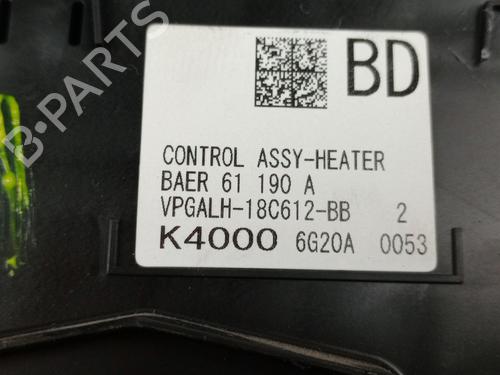 BD
CONTROL ASSY-HEATER
BAER 61 190 A
VPGALH-18C612-BB 2
K4000 6G20A 0053
B-PARTS